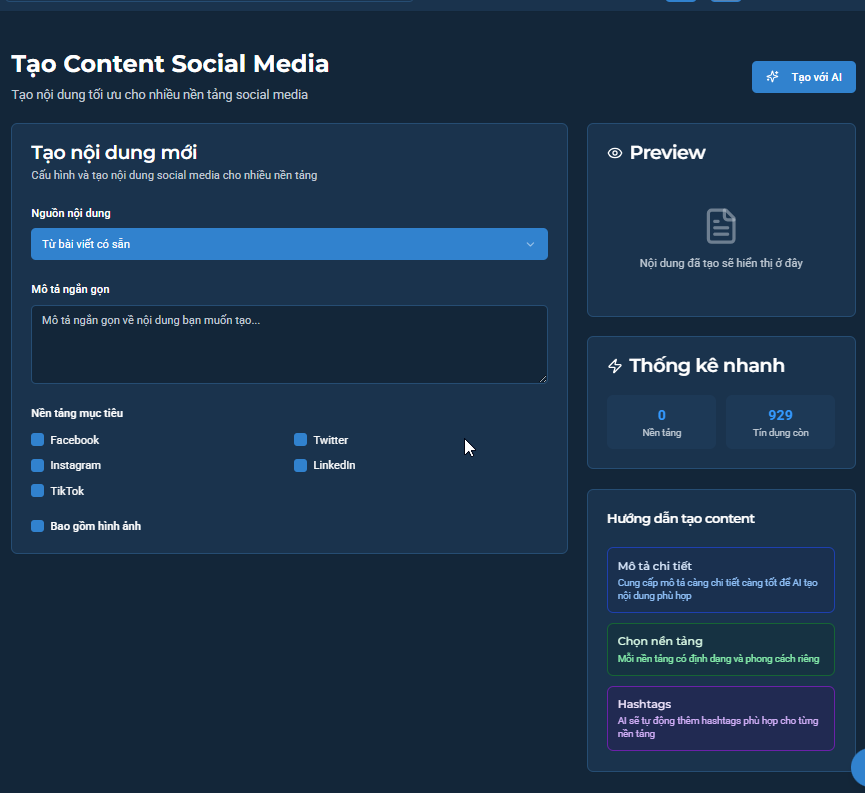 Tạo Content Social Media
Tạo nội dung tối ưu cho nhiều nền tảng social media
Tạo với AI
Tạo nội dung mới
Cấu hình và tạo nội dung social media cho nhiều nền tảng
Nguồn nội dung
Từ bài viết có sẵn
Mô tả ngắn gọn
Mô tả ngắn gọn về nội dung bạn muốn tạo...
Nền tảng mục tiêu
Facebook
Twitter
Instagram
LinkedIn
TikTok
Bao gồm hình ảnh
Preview
Nội dung đã tạo sẽ hiển thị ở đây
Thống kê nhanh
0
Nền tảng
929
Tín dụng còn
Hướng dẫn tạo content
Mô tả chi tiết
Cung cấp mô tả càng chi tiết càng tốt để AI tạo
nội dung phù hợp
Chọn nền tảng
Mỗi nền tảng có định dạng và phong cách riêng
Hashtags
AI sẽ tự động thêm hashtags phù hợp cho từng
nền tảng